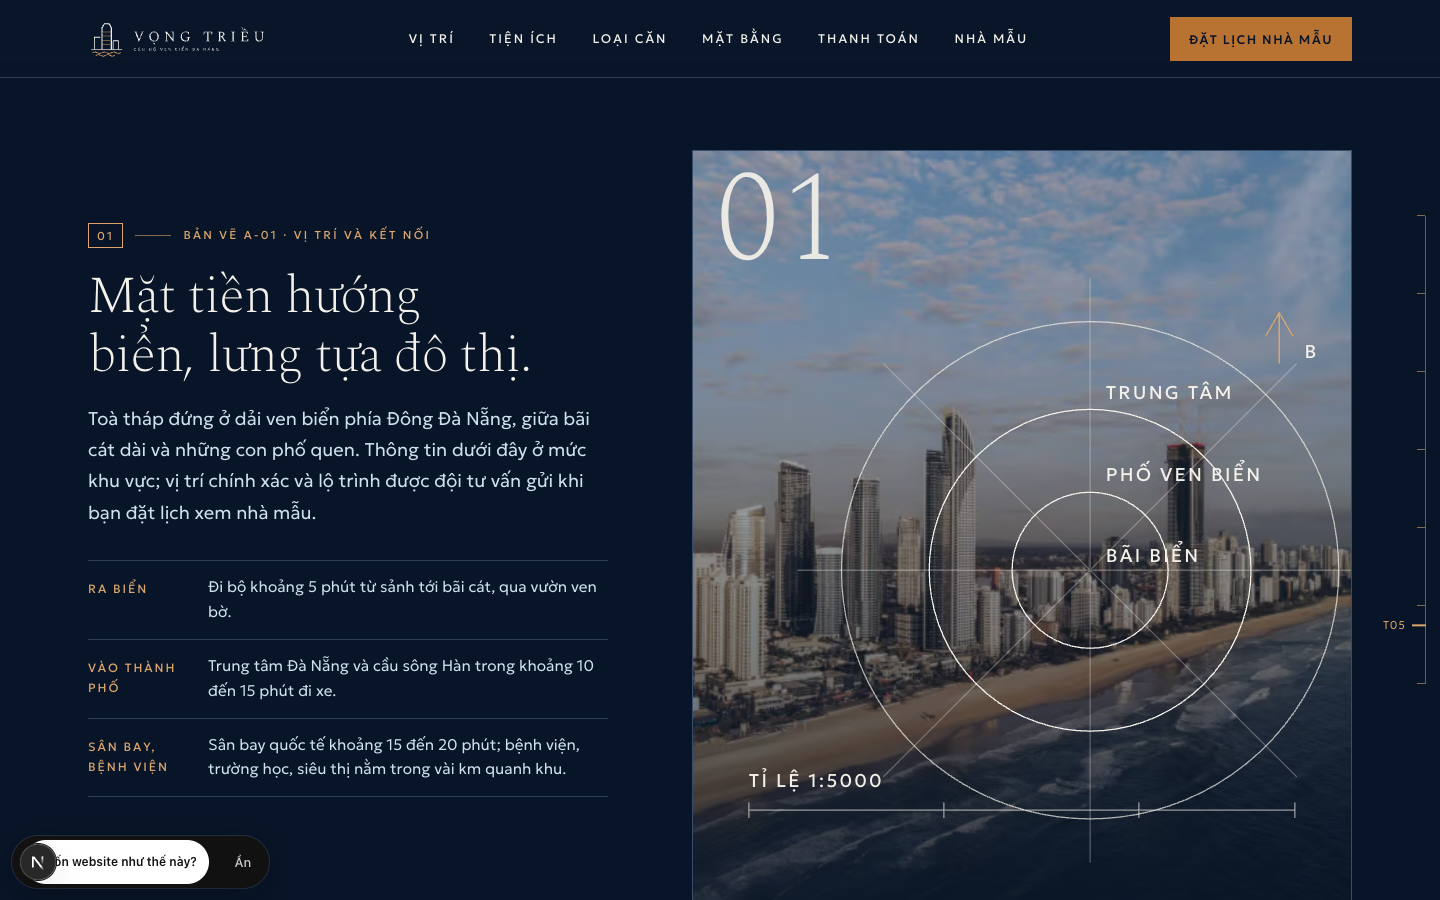 VỌNG TRIỀU
CĂN HỘ VEN BIỂN ĐÀ NẴNG
VỊ TRÍ
TIỆN ÍCH
LOẠI CĂN
MẶT BẰNG
THANH TOÁN
NHÀ MẪU
ĐẶT LỊCH NHÀ MẪU
01
BẢN VẼ A-01 · VỊ TRÍ VÀ KẾT NỐI
Mặt tiền hướng
biển, lưng tựa đô thị.
Toà tháp đứng ở dải ven biển phía Đông Đà Nẵng, giữa bãi
cát dài và những con phố quen. Thông tin dưới đây ở mức
khu vực; vị trí chính xác và lộ trình được đội tư vấn gửi khi
bạn đặt lịch xem nhà mẫu.
RA BIỂN
Đi bộ khoảng 5 phút từ sảnh tới bãi cát, qua vườn ven
bờ.
VÀO THÀNH
PHỐ
Trung tâm Đà Nẵng và cầu sông Hàn trong khoảng 10
đến 15 phút đi xe.
SÂN BAY,
BỆNH VIỆN
Sân bay quốc tế khoảng 15 đến 20 phút; bệnh viện,
trường học, siêu thị nằm trong vài km quanh khu.
01
B
TRUNG TÂM
PHỐ VEN BIỂN
BÃI BIỂN
TỈ LỆ 1:5000
T05
N
website như thế này?
Ẩn